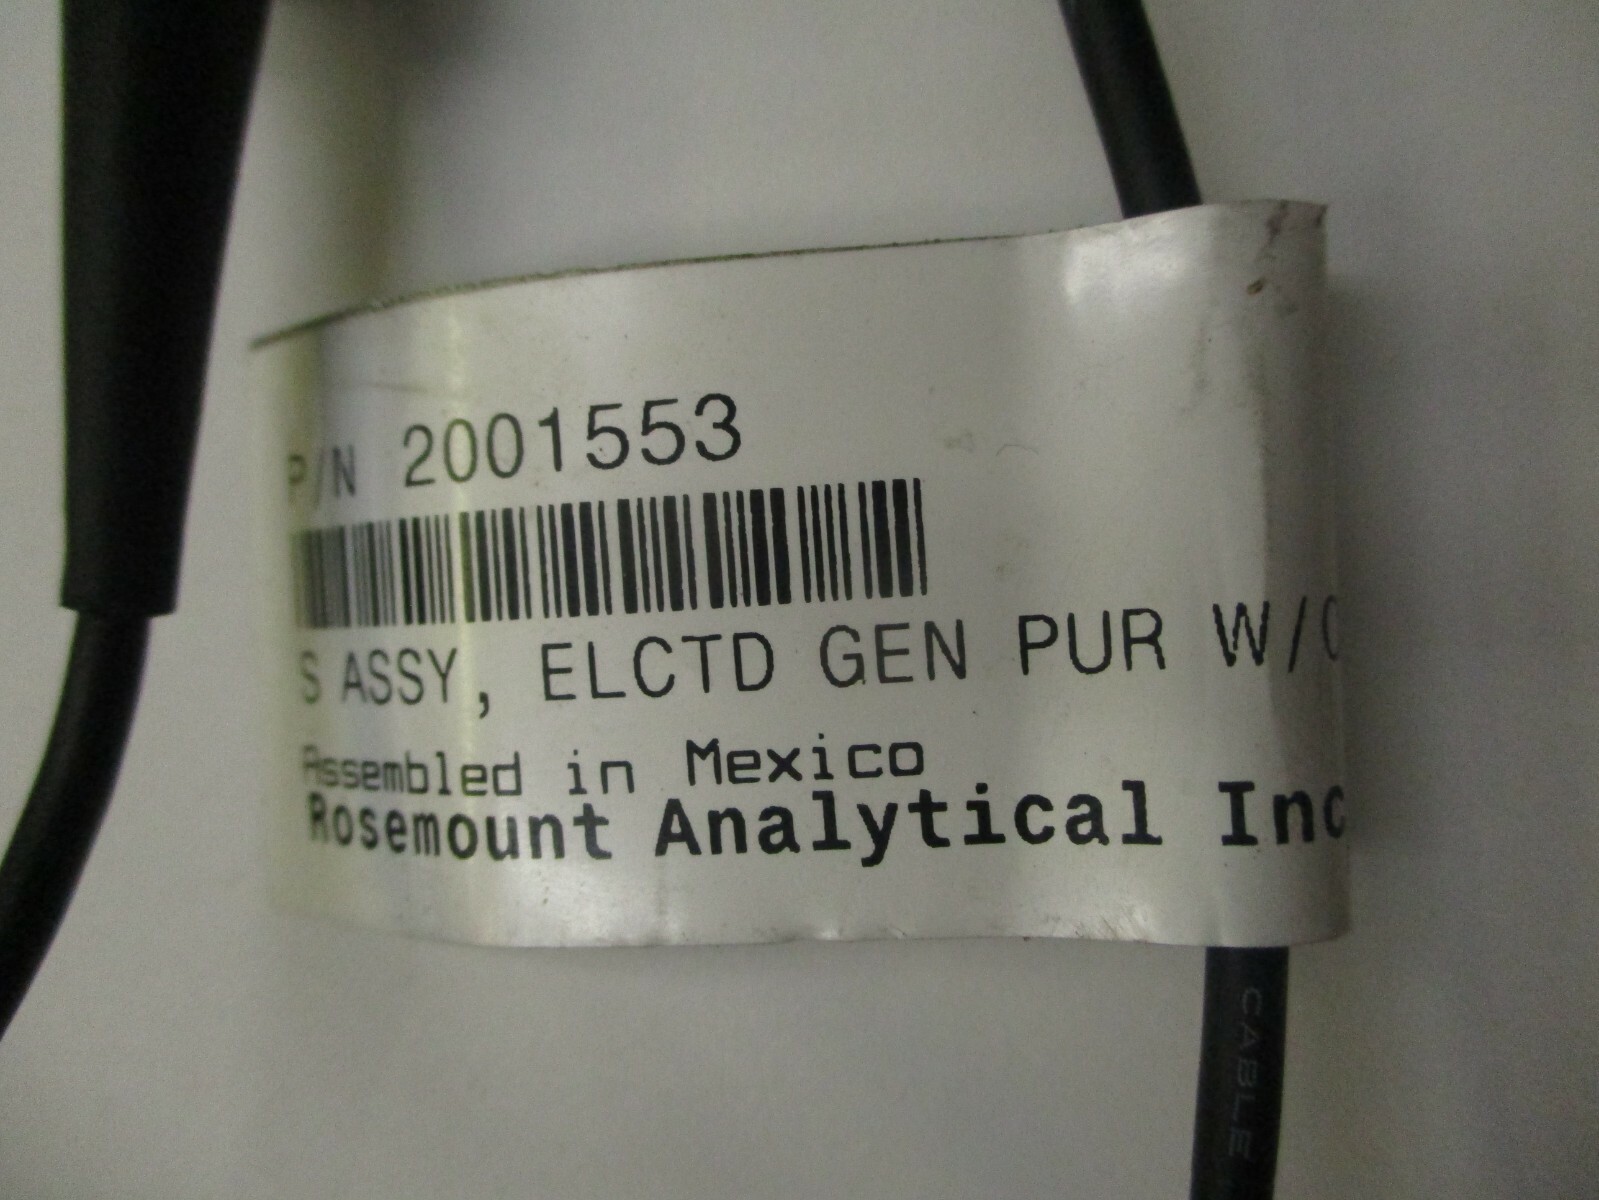 P/N 2001553
S ASSY, ELCTD GEN PUR W/
Assembled in Mexico
Rosemount Analytical Inc
CABLE